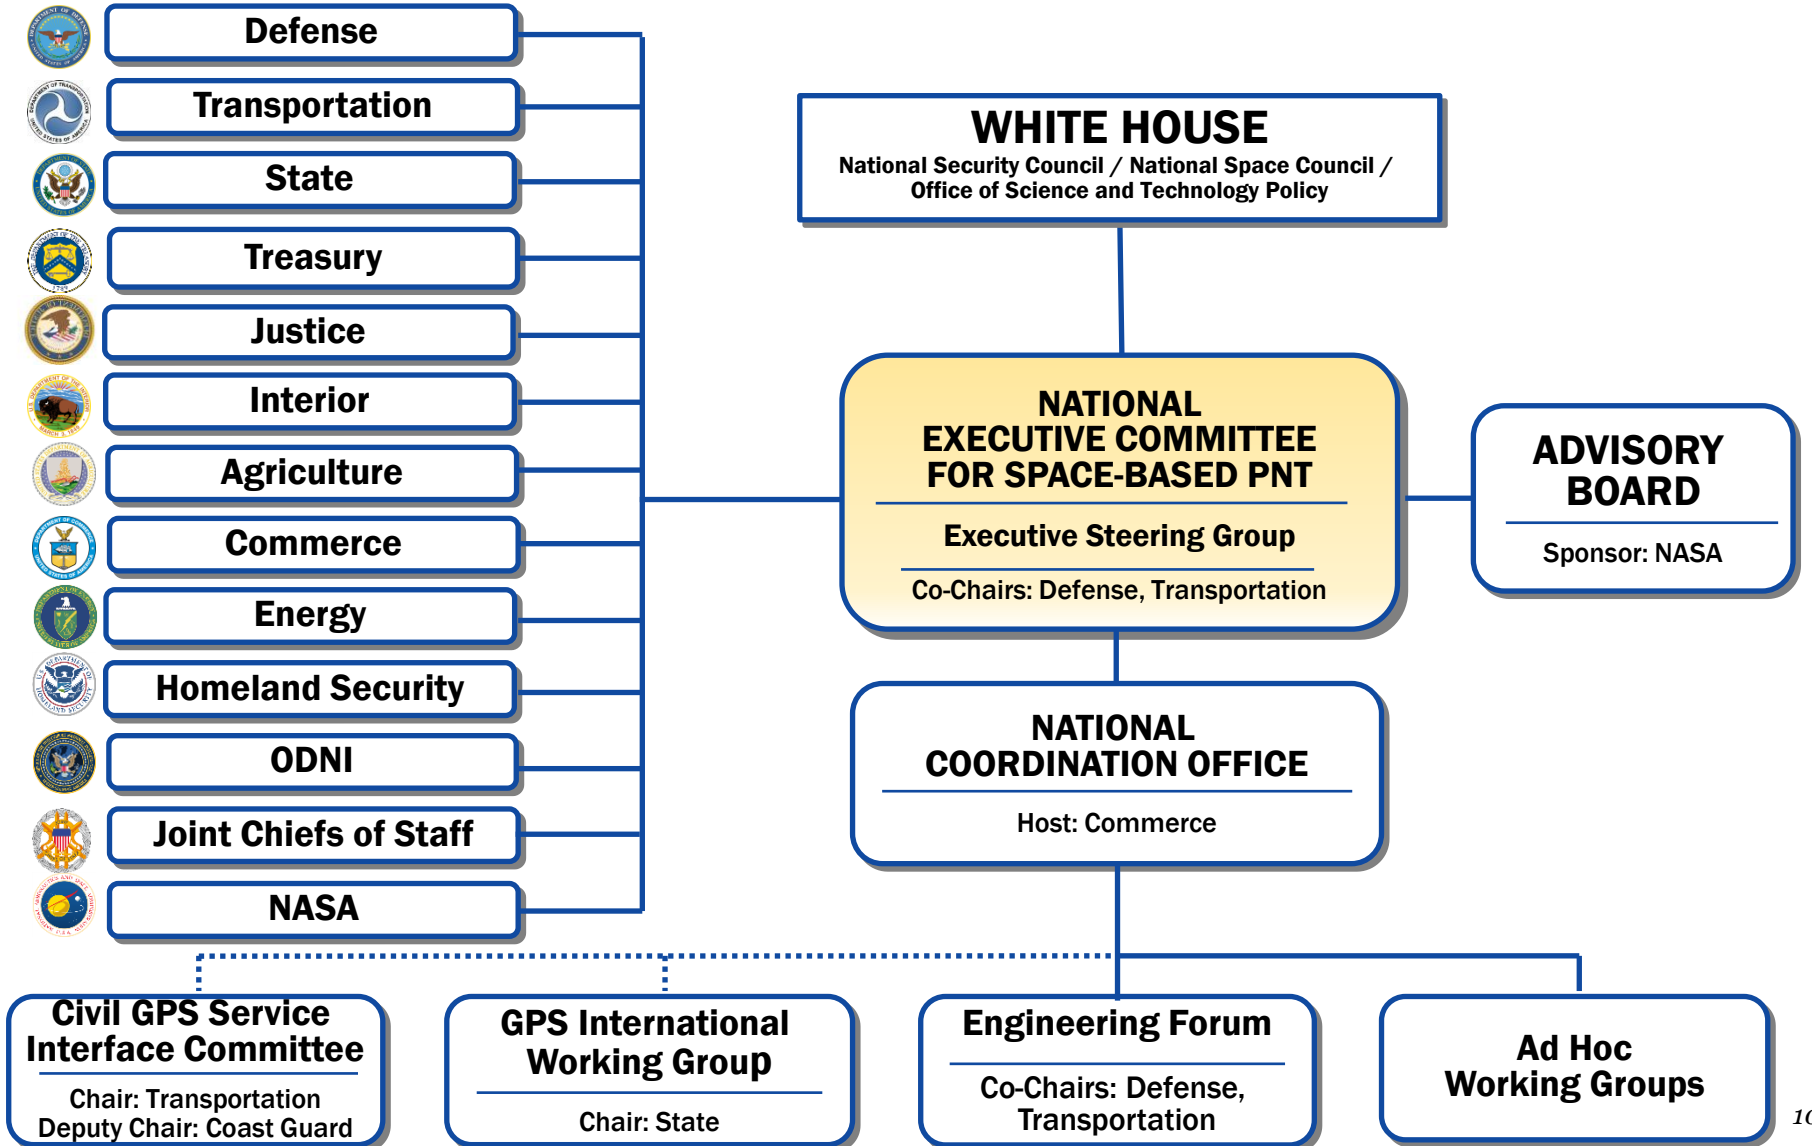 Defense
Transportation
State
Treasury
Justice
Interior
Agriculture
Commerce
Energy
Homeland Security
ODNI
Joint Chiefs of Staff
NASA
WHITE HOUSE
National Security Council / National Space Council /
Office of Science and Technology Policy
NATIONAL
EXECUTIVE COMMITTEE
FOR SPACE-BASED PNT
Executive Steering Group
Co-Chairs: Defense, Transportation
ADVISORY
BOARD
Sponsor: NASA
NATIONAL
COORDINATION OFFICE
Host: Commerce
Civil GPS Service
Interface Committee
Chair: Transportation
Deputy Chair: Coast Guard
GPS International
Working Group
Chair: State
Engineering Forum
Co-Chairs: Defense,
Transportation
Ad Hoc
Working Groups